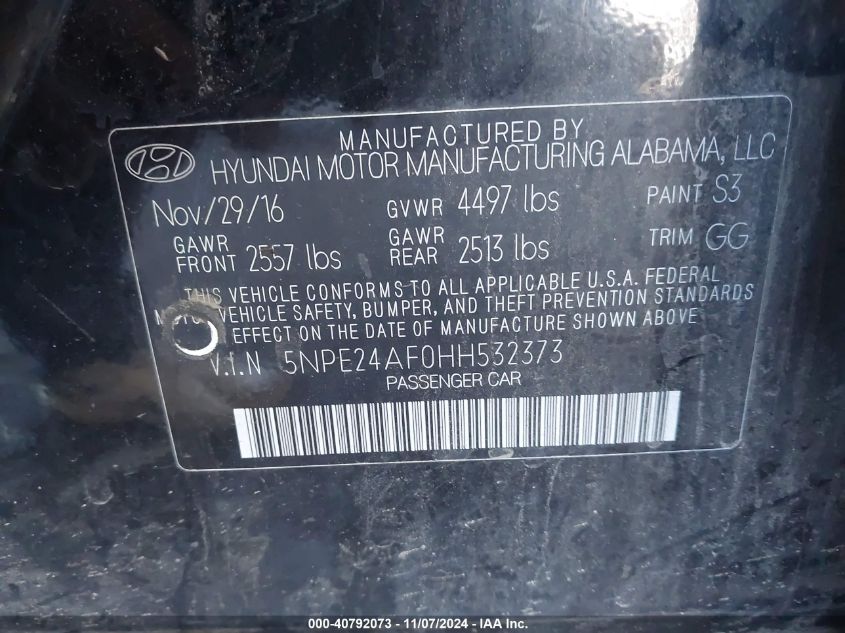 MANUFACTURED BY
HYUNDAI MOTOR MANUFACTURING ALABAMA, LLC
Nov/29/16 GVWR 4497 lbs PAINT S3
GAWR FRONT 2557 lbs GAWR REAR 2513 lbs TRIM GG
THIS VEHICLE CONFORMS TO ALL APPLICABLE U.S.A. FEDERAL
VEHICLE SAFETY, BUMPER, AND THEFT PREVENTION STANDARDS
EFFECT ON THE DATE OF MANUFACTURE SHOWN ABOVE
V.I.N 5NPE24AF0HH532373
PASSENGER CAR
000-40792073 - 11/07/2024 - IAA Inc.